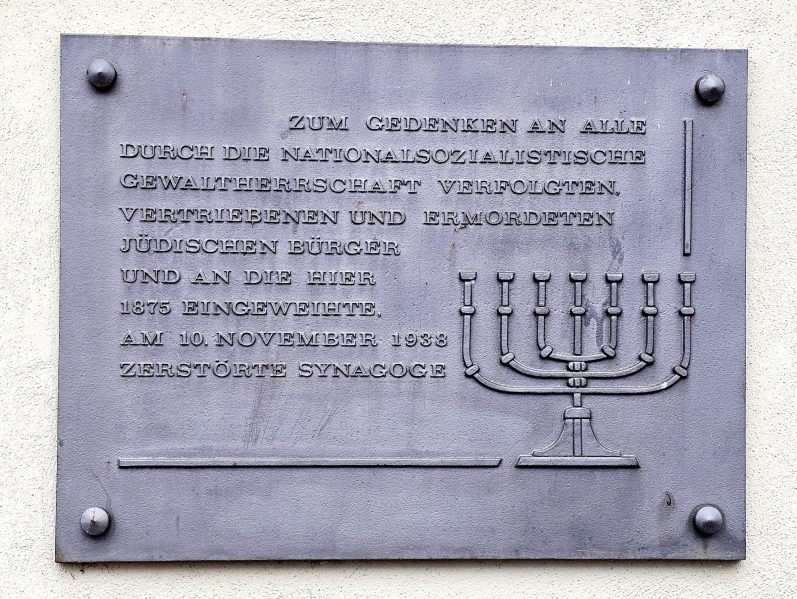 ZUM GEDENKEN AN ALLE
DURCH DIE NATIONALSOZIALISTISCHE
GEWALTHERRSCHAFT VERFOLGTEN,
VERTRIEBENEN UND ERMORDETEN
JÜDISCHEN BÜRGER
UND AN DIE HIER
1875 EINGEWEIHTE,
AM 10. NOVEMBER 1938
ZERSTÖRTE SYNAGOGE